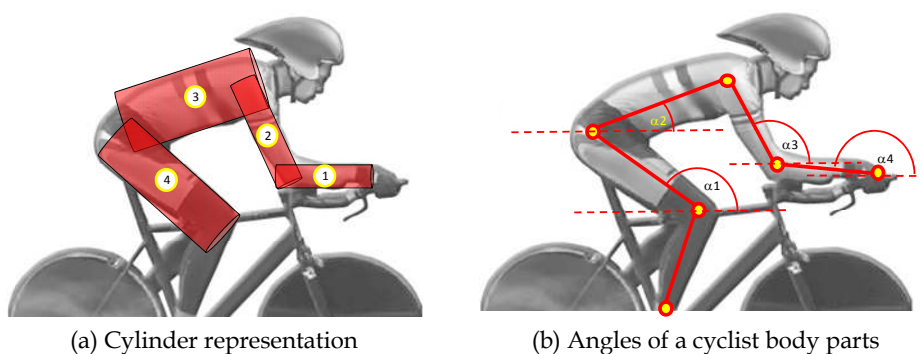 3
2
1
4
α2
α3
α4
α1
(a) Cylinder representation
(b) Angles of a cyclist body parts